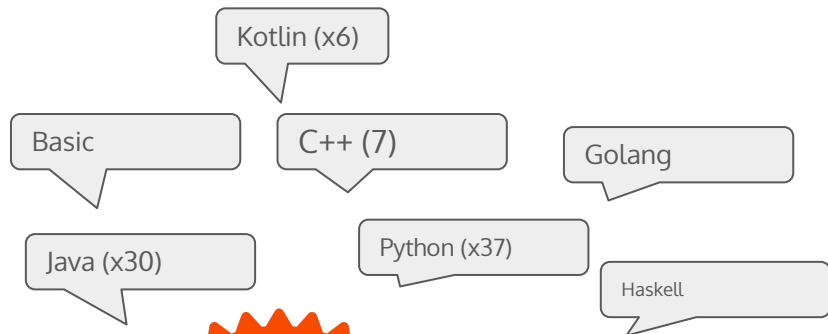 Kotlin (x6)
Basic
C++ (7)
Golang
Java (x30)
Python (x37)
Haskell